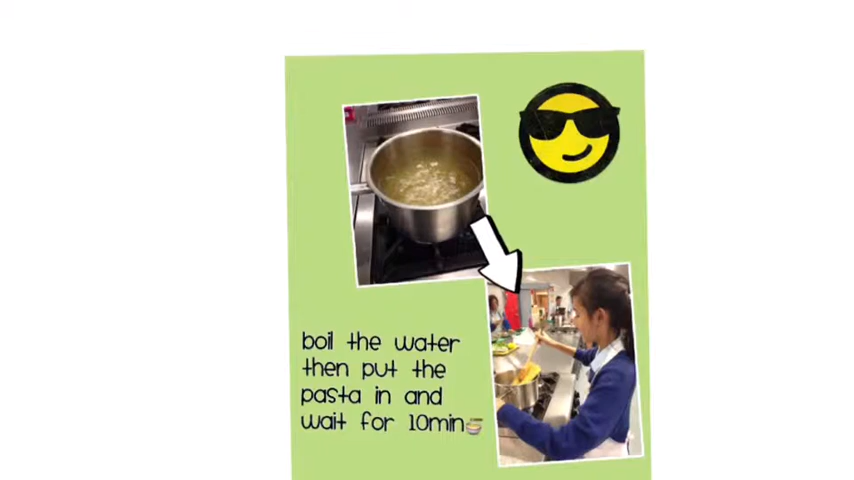 boil the water
then put the
pasta in and
wait for 10min